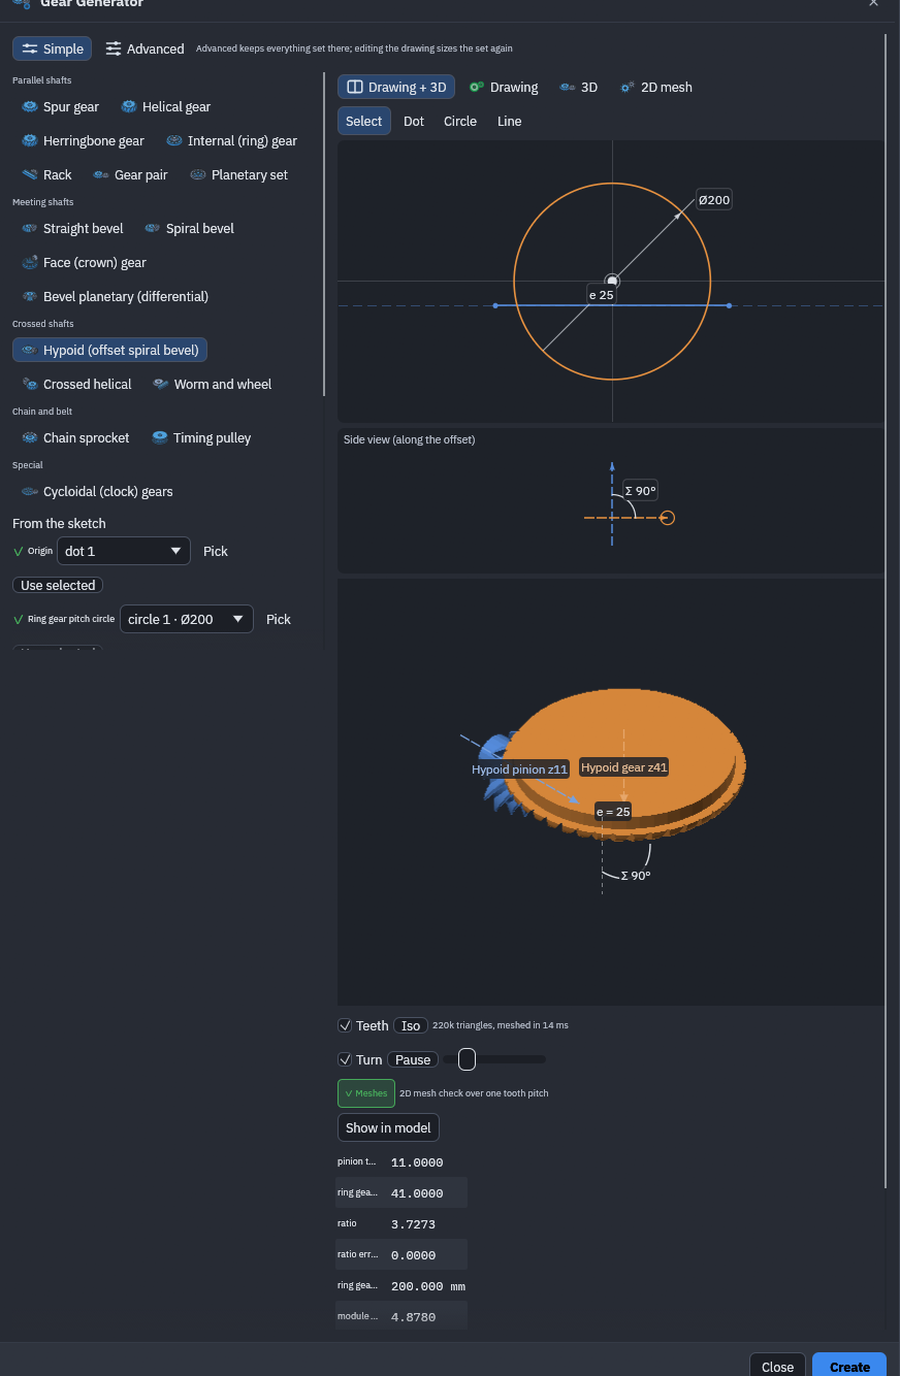 Gear Generator
Simple
Advanced
Advanced keeps everything set there; editing the drawing sizes the set again
Parallel shafts
Spur gear
Helical gear
Herringbone gear
Internal (ring) gear
Rack
Gear pair
Planetary set
Meeting shafts
Straight bevel
Spiral bevel
Face (crown) gear
Bevel planetary (differential)
Crossed shafts
Hypoid (offset spiral bevel)
Crossed helical
Worm and wheel
Chain and belt
Chain sprocket
Timing pulley
Special
Cycloidal (clock) gears
From the sketch
Origin
dot 1
Pick
Use selected
Ring gear pitch circle
circle 1 · Ø200
Pick
Drawing + 3D
Drawing
3D
2D mesh
Select
Dot
Circle
Line
Ø200
e 25
Side view (along the offset)
Σ 90°
Hypoid pinion z11
Hypoid gear z41
e = 25
Σ 90°
Teeth
Iso
220k triangles, meshed in 14 ms
Turn
Pause
✓ Meshes
2D mesh check over one tooth pitch
Show in model
pinion t... 11.0000
ring gea... 41.0000
ratio 3.7273
ratio err... 0.0000
ring gea... 200.000 mm
module ... 4.8780
Close
Create